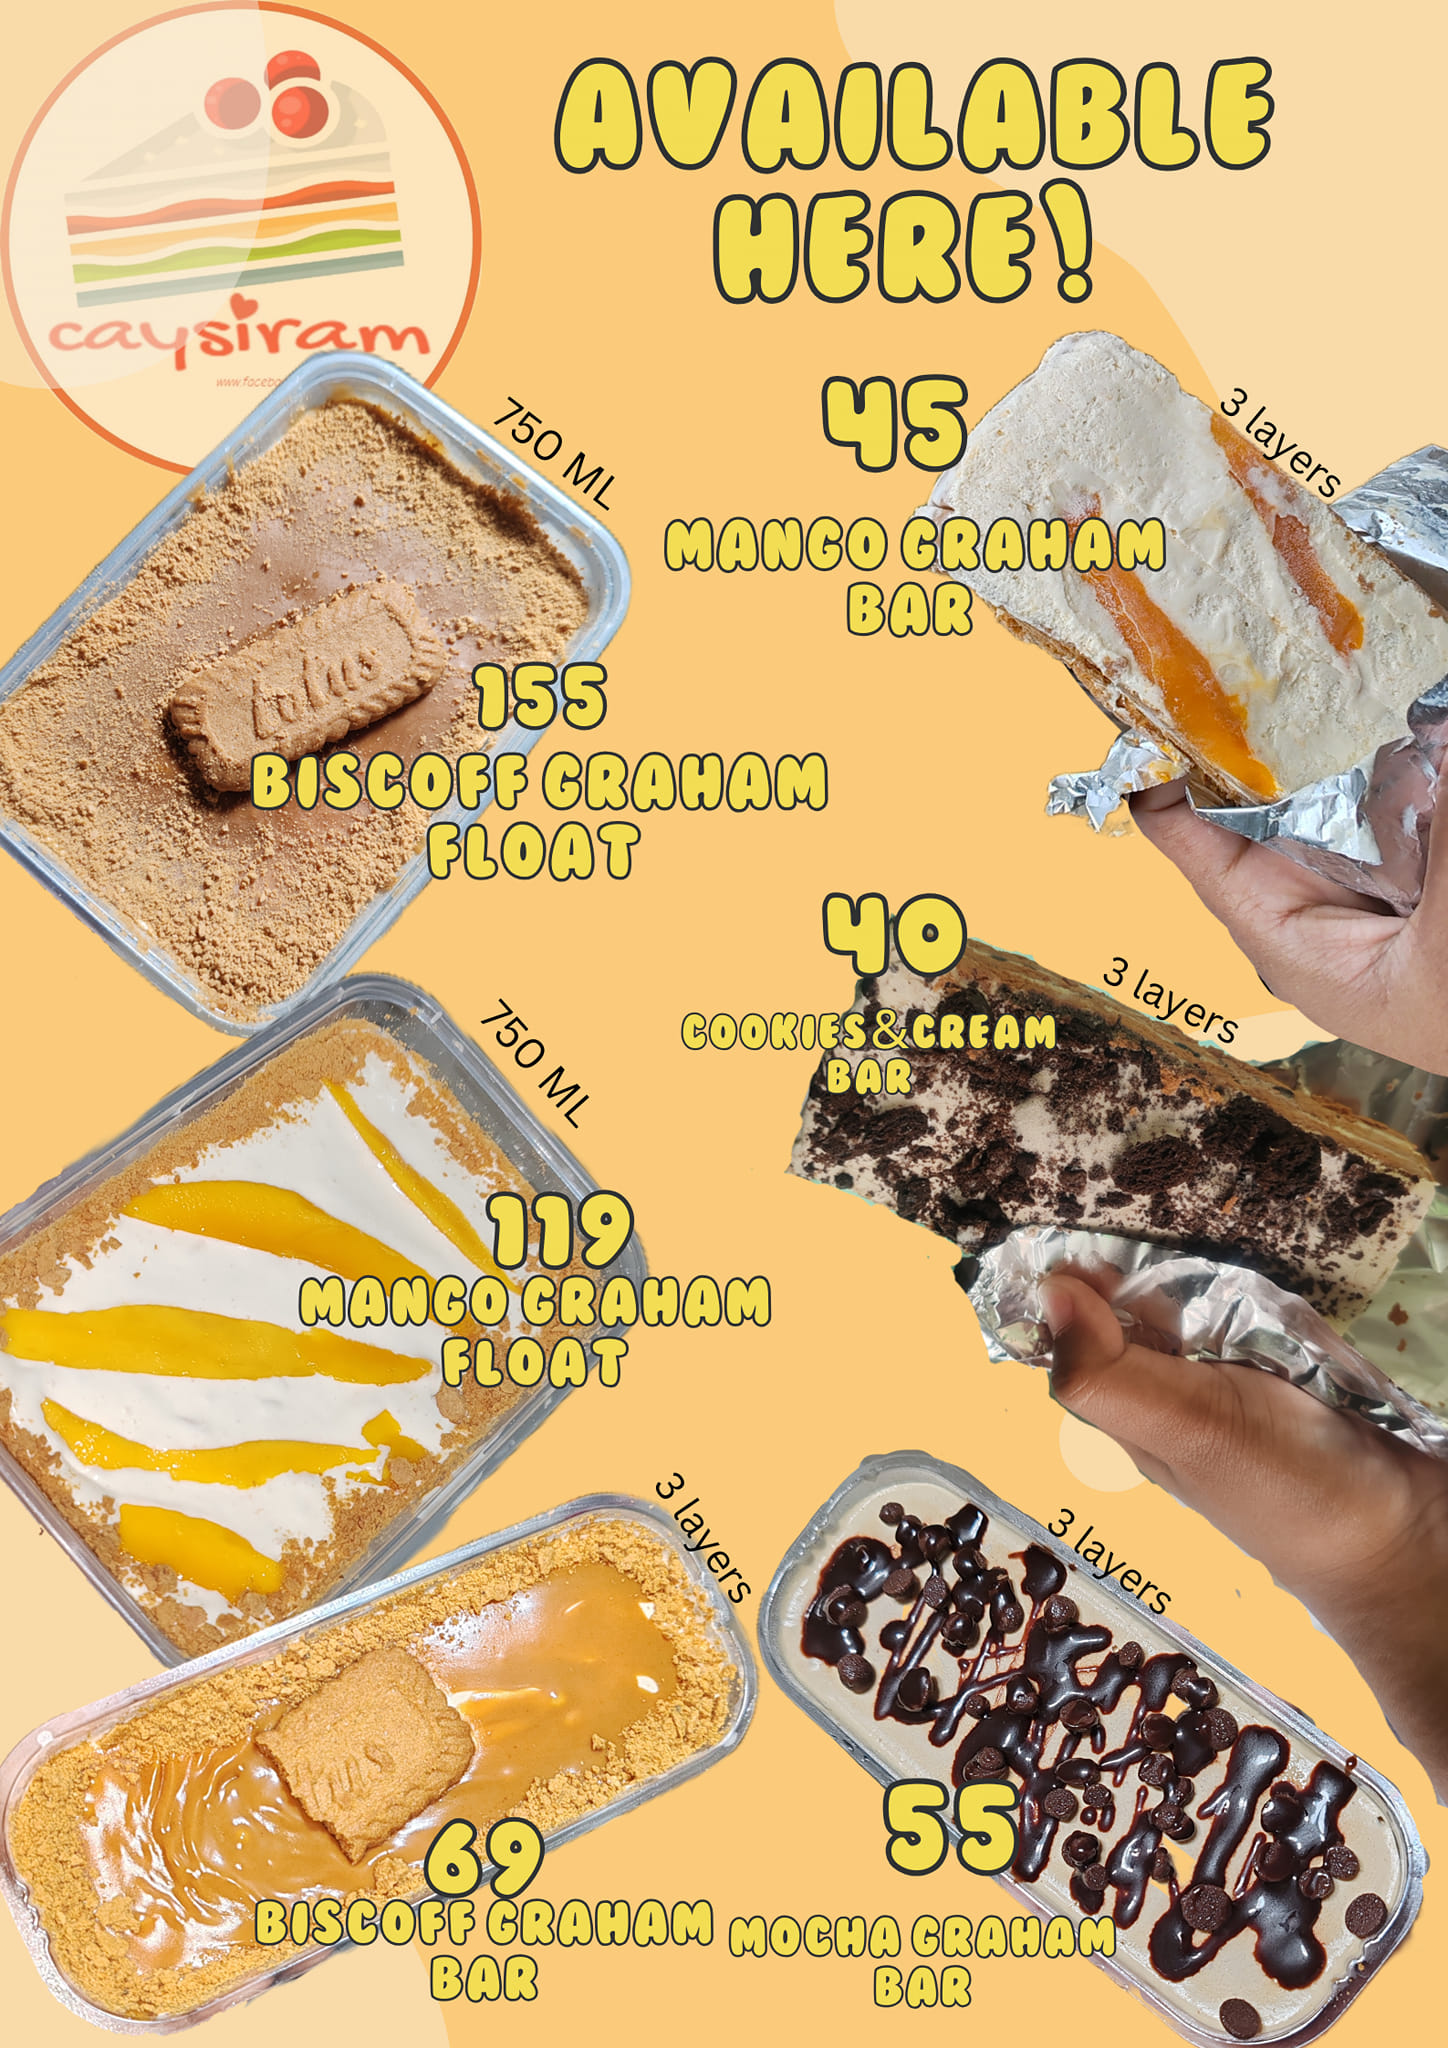 AVAILABLE
HERE!
caysiram
750 ML
45
3 layers
MANGO GRAHAM
BAR
155
BISCOFF GRAHAM
FLOAT
40
3 layers
COOKIES&CREAM
BAR
750 ML
119
MANGO GRAHAM
FLOAT
3 layers
69
BISCOFF GRAHAM
BAR
3 layers
55
MOCHA GRAHAM
BAR